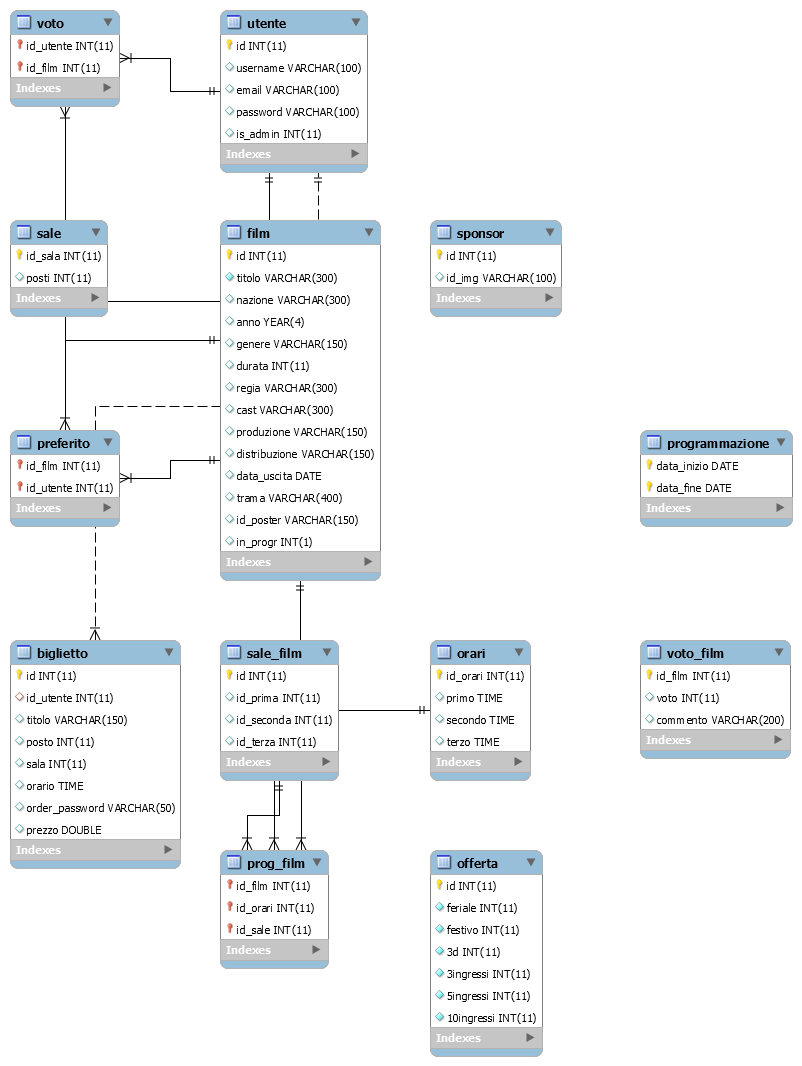 voto
id_utente INT(11)
id_film INT(11)
Indexes
utente
id INT(11)
username VARCHAR(100)
email VARCHAR(100)
password VARCHAR(100)
is_admin INT(11)
Indexes
sale
id_sala INT(11)
posti INT(11)
Indexes
film
id INT(11)
titolo VARCHAR(300)
nazione VARCHAR(300)
anno YEAR(4)
genere VARCHAR(150)
durata INT(11)
regia VARCHAR(300)
cast VARCHAR(300)
produzione VARCHAR(150)
distribuzione VARCHAR(150)
data_uscita DATE
trama VARCHAR(400)
id_poster VARCHAR(150)
in_progr INT(1)
Indexes
sponsor
id INT(11)
id_img VARCHAR(100)
Indexes
preferito
id_film INT(11)
id_utente INT(11)
Indexes
programmazione
data_inizio DATE
data_fine DATE
Indexes
biglietto
id INT(11)
id_utente INT(11)
titolo VARCHAR(150)
posto INT(11)
sala INT(11)
orario TIME
order_password VARCHAR(50)
prezzo DOUBLE
Indexes
sale_film
id INT(11)
id_prima INT(11)
id_seconda INT(11)
id_terza INT(11)
Indexes
orari
id_orari INT(11)
primo TIME
secondo TIME
terzo TIME
Indexes
voto_film
id_film INT(11)
voto INT(11)
commento VARCHAR(200)
Indexes
prog_film
id_film INT(11)
id_orari INT(11)
id_sale INT(11)
Indexes
offerta
id INT(11)
feriale INT(11)
festivo INT(11)
3d INT(11)
3ingressi INT(11)
5ingressi INT(11)
10ingressi INT(11)
Indexes